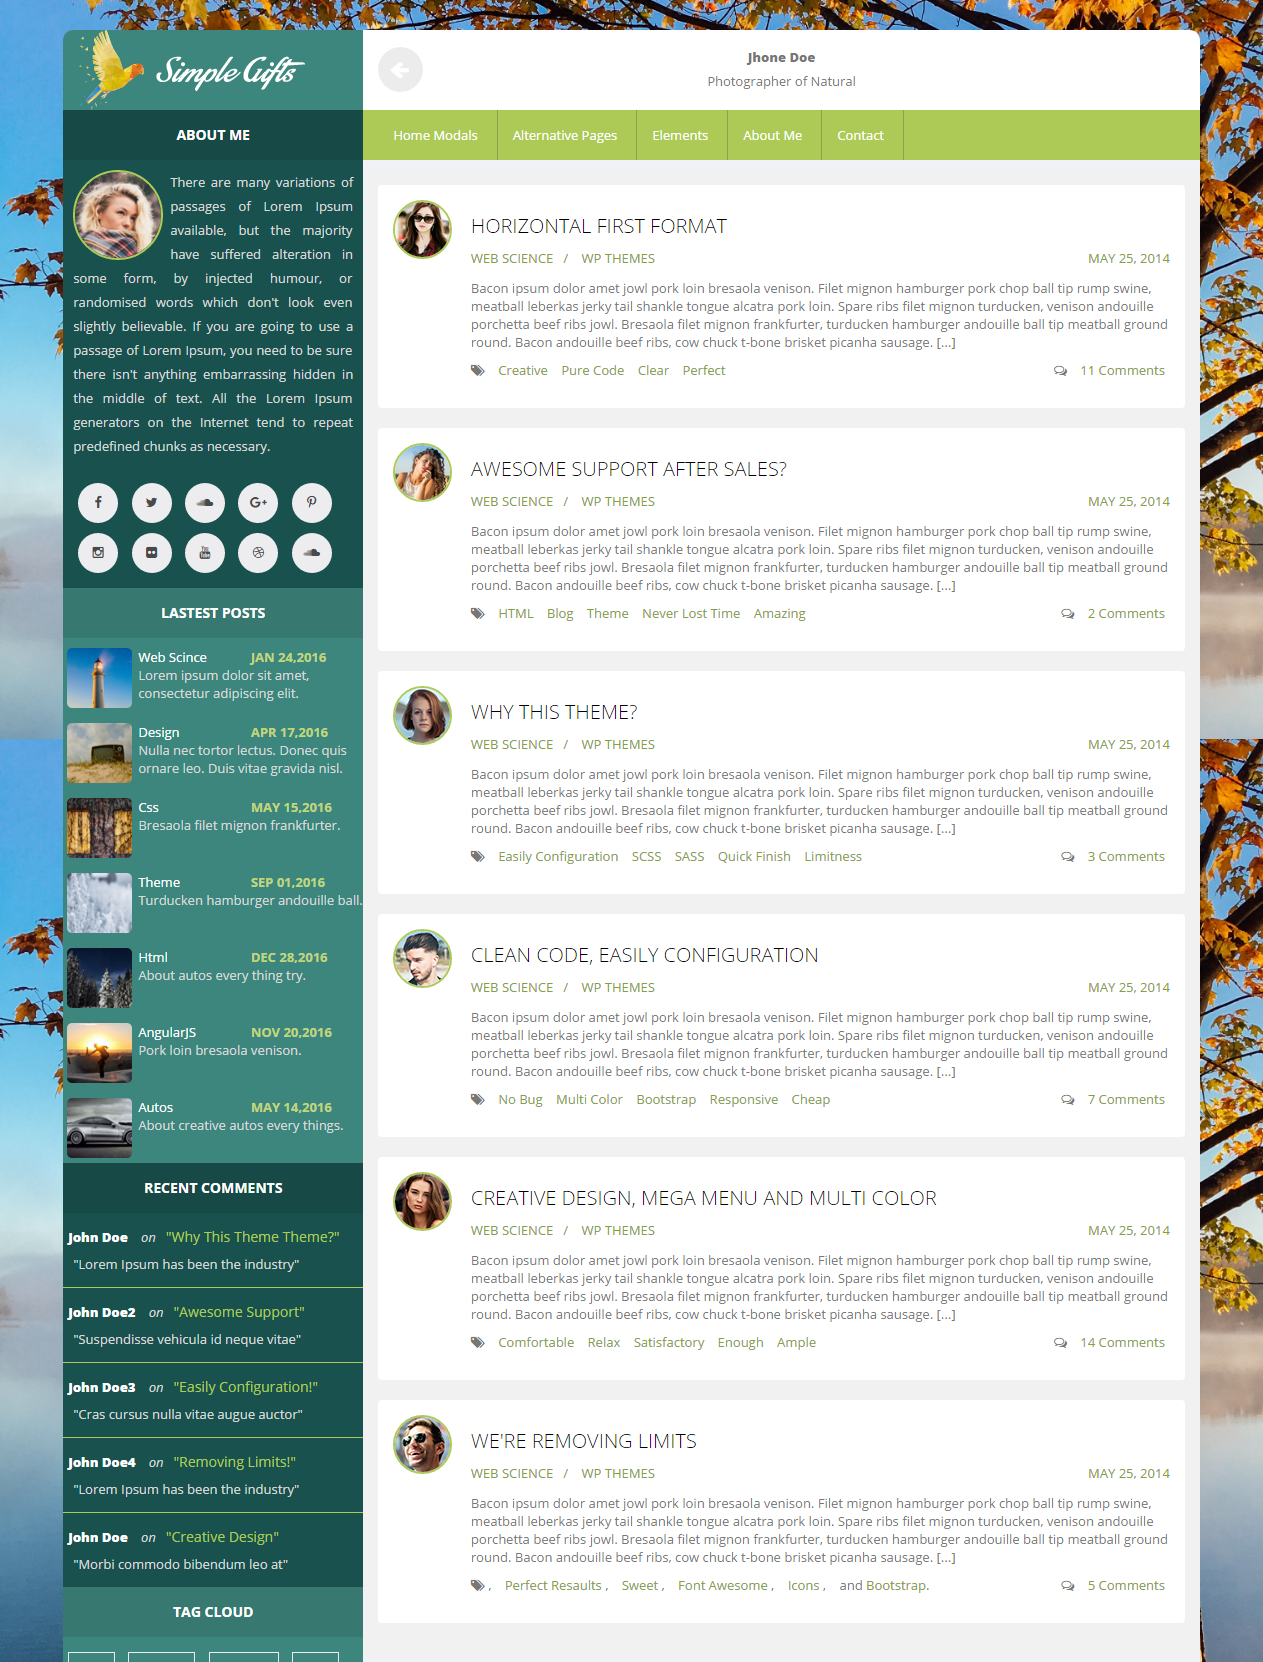 Simple Gifts
Jhone Doe
Photographer of Natural
ABOUT ME
Home Modals
Alternative Pages
Elements
About Me
Contact
There are many variations of
passages of Lorem Ipsum
available, but the majority
have suffered alteration in
some form, by injected humour, or
randomised words which don't look even
slightly believable. If you are going to use a
passage of Lorem Ipsum, you need to be sure
there isn't anything embarrassing hidden in
the middle of text. All the Lorem Ipsum
generators on the Internet tend to repeat
predefined chunks as necessary.
LASTEST POSTS
Web Scince JAN 24,2016
Lorem ipsum dolor sit amet,
consectetur adipiscing elit.
Design APR 17,2016
Nulla nec tortor lectus. Donec quis
ornare leo. Duis vitae gravida nisl.
Css MAY 15,2016
Bresaola filet mignon frankfurter.
Theme SEP 01,2016
Turducken hamburger andouille ball.
Html DEC 28,2016
About autos every thing try.
AngularJS NOV 20,2016
Pork loin bresaola venison.
Autos MAY 14,2016
About creative autos every things.
RECENT COMMENTS
John Doe on "Why This Theme Theme?"
"Lorem Ipsum has been the industry"
John Doe2 on "Awesome Support"
"Suspendisse vehicula id neque vitae"
John Doe3 on "Easily Configuration!"
"Cras cursus nulla vitae augue auctor"
John Doe4 on "Removing Limits!"
"Lorem Ipsum has been the industry"
John Doe on "Creative Design"
"Morbi commodo bibendum leo at"
TAG CLOUD
HORIZONTAL FIRST FORMAT
WEB SCIENCE / WP THEMES MAY 25, 2014
Bacon ipsum dolor amet jowl pork loin bresaola venison. Filet mignon hamburger pork chop ball tip rump swine,
meatball leberkas jerky tail shankle tongue alcatra pork loin. Spare ribs filet mignon turducken, venison andouille
porchetta beef ribs jowl. Bresaola filet mignon frankfurter, turducken hamburger andouille ball tip meatball ground
round. Bacon andouille beef ribs, cow chuck t-bone brisket picanha sausage. [...]
Creative Pure Code Clear Perfect 11 Comments
AWESOME SUPPORT AFTER SALES?
WEB SCIENCE / WP THEMES MAY 25, 2014
Bacon ipsum dolor amet jowl pork loin bresaola venison. Filet mignon hamburger pork chop ball tip rump swine,
meatball leberkas jerky tail shankle tongue alcatra pork loin. Spare ribs filet mignon turducken, venison andouille
porchetta beef ribs jowl. Bresaola filet mignon frankfurter, turducken hamburger andouille ball tip meatball ground
round. Bacon andouille beef ribs, cow chuck t-bone brisket picanha sausage. [...]
HTML Blog Theme Never Lost Time Amazing 2 Comments
WHY THIS THEME?
WEB SCIENCE / WP THEMES MAY 25, 2014
Bacon ipsum dolor amet jowl pork loin bresaola venison. Filet mignon hamburger pork chop ball tip rump swine,
meatball leberkas jerky tail shankle tongue alcatra pork loin. Spare ribs filet mignon turducken, venison andouille
porchetta beef ribs jowl. Bresaola filet mignon frankfurter, turducken hamburger andouille ball tip meatball ground
round. Bacon andouille beef ribs, cow chuck t-bone brisket picanha sausage. [...]
Easily Configuration SCSS SASS Quick Finish Limitness 3 Comments
CLEAN CODE, EASILY CONFIGURATION
WEB SCIENCE / WP THEMES MAY 25, 2014
Bacon ipsum dolor amet jowl pork loin bresaola venison. Filet mignon hamburger pork chop ball tip rump swine,
meatball leberkas jerky tail shankle tongue alcatra pork loin. Spare ribs filet mignon turducken, venison andouille
porchetta beef ribs jowl. Bresaola filet mignon frankfurter, turducken hamburger andouille ball tip meatball ground
round. Bacon andouille beef ribs, cow chuck t-bone brisket picanha sausage. [...]
No Bug Multi Color Bootstrap Responsive Cheap 7 Comments
CREATIVE DESIGN, MEGA MENU AND MULTI COLOR
WEB SCIENCE / WP THEMES MAY 25, 2014
Bacon ipsum dolor amet jowl pork loin bresaola venison. Filet mignon hamburger pork chop ball tip rump swine,
meatball leberkas jerky tail shankle tongue alcatra pork loin. Spare ribs filet mignon turducken, venison andouille
porchetta beef ribs jowl. Bresaola filet mignon frankfurter, turducken hamburger andouille ball tip meatball ground
round. Bacon andouille beef ribs, cow chuck t-bone brisket picanha sausage. [...]
Comfortable Relax Satisfactory Enough Ample 14 Comments
WE'RE REMOVING LIMITS
WEB SCIENCE / WP THEMES MAY 25, 2014
Bacon ipsum dolor amet jowl pork loin bresaola venison. Filet mignon hamburger pork chop ball tip rump swine,
meatball leberkas jerky tail shankle tongue alcatra pork loin. Spare ribs filet mignon turducken, venison andouille
porchetta beef ribs jowl. Bresaola filet mignon frankfurter, turducken hamburger andouille ball tip meatball ground
round. Bacon andouille beef ribs, cow chuck t-bone brisket picanha sausage. [...]
, Perfect Resaults , Sweet , Font Awesome , Icons , and Bootstrap. 5 Comments